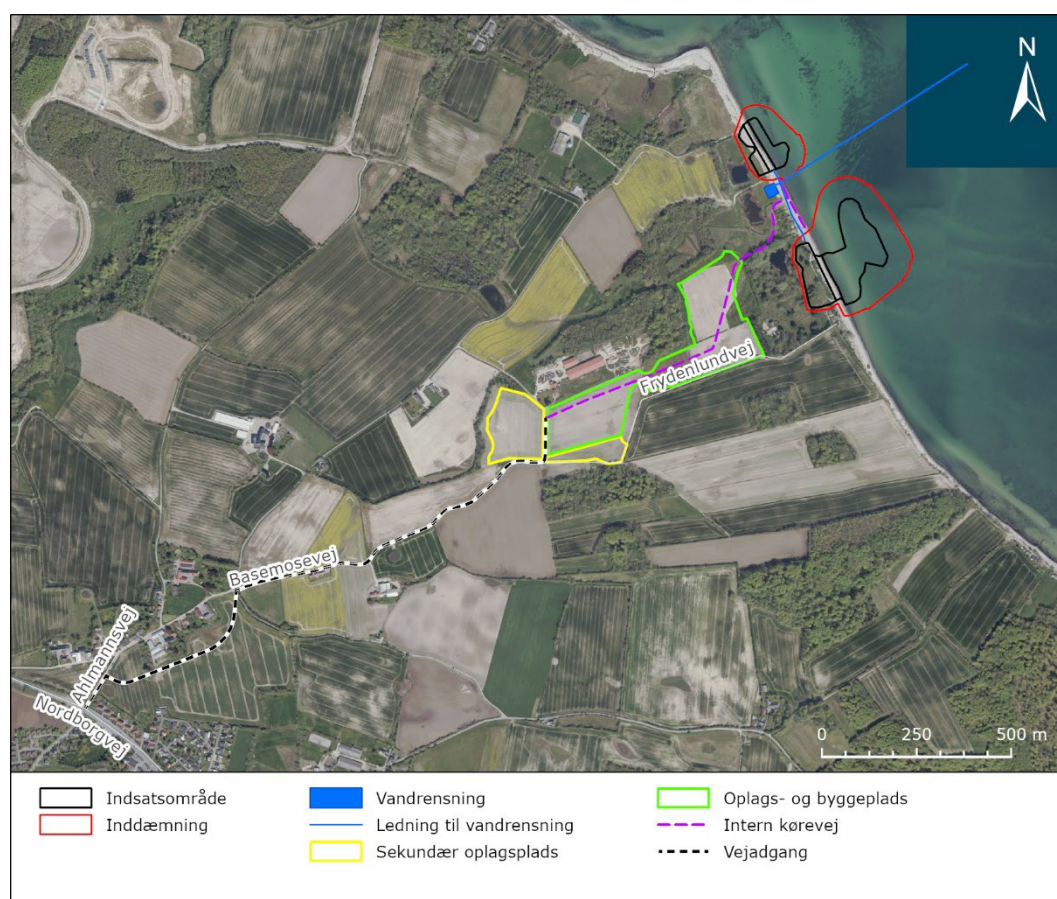 N
Frydenlundvej
Basemosevej
Ahlmannsvej
Nordborgvej
0 250 500 m
Indsatsområde
Inddæmning
Vandrensning
Ledning til vandrensning
Sekundær oplagsplads
Oplags- og byggeplads
Intern kørevej
Vejadgang